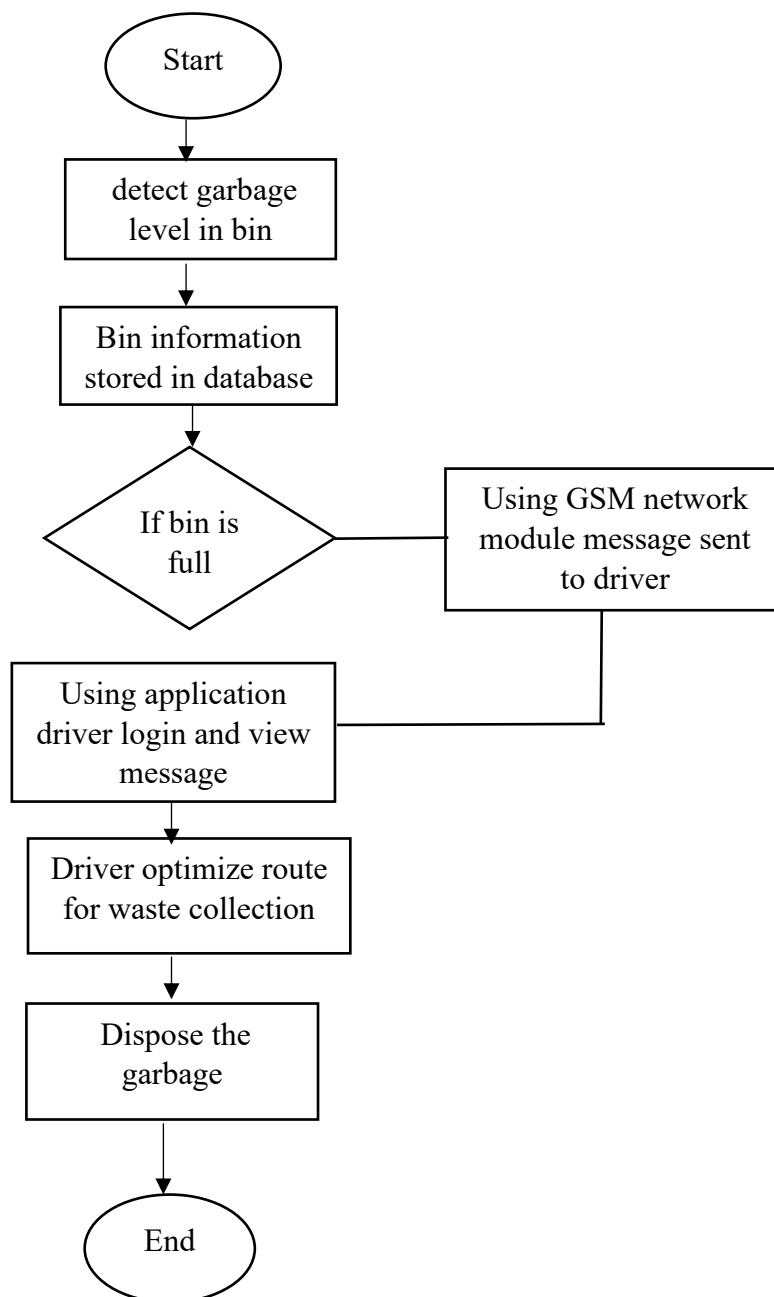 Start
detect garbage
level in bin
Bin information
stored in database
If bin is
full
Using GSM network
module message sent
to driver
Using application
driver login and view
message
Driver optimize route
for waste collection
Dispose the
garbage
End